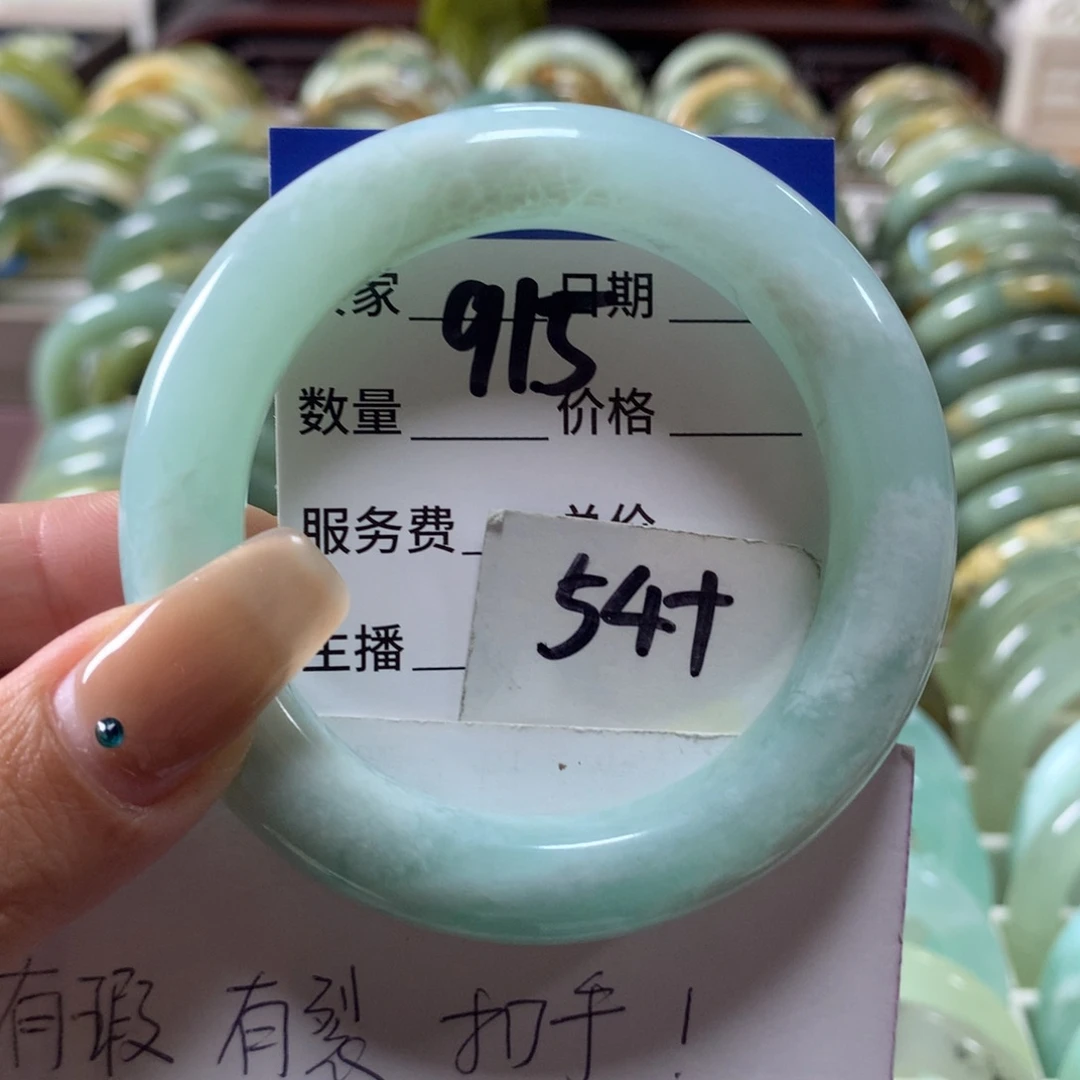 家 915 日期
数量 价格
服务费
54+
主播
有瑕 有裂 扣手！